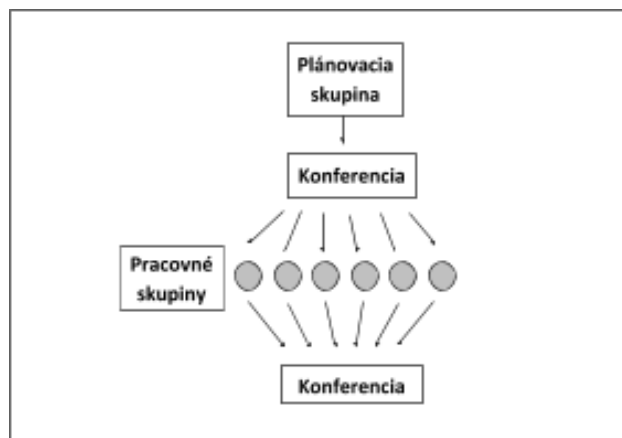 Plánovacia
skupina
Konferencia
Pracovné
skupiny
Konferencia